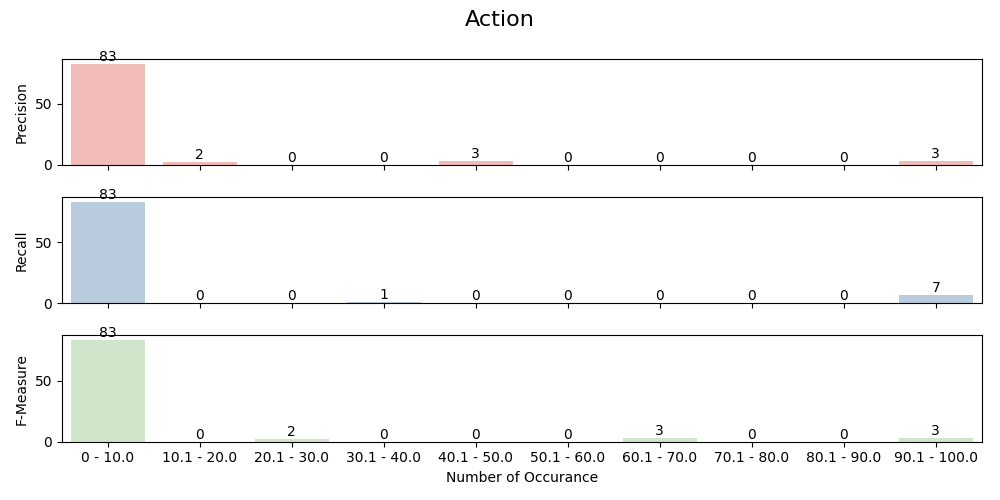 Action
Precision
50
0
83 2 0 0 3 0 0 0 0 3
Recall
50
0
83 0 0 1 0 0 0 0 0 7
F-Measure
50
0
83 0 2 0 0 0 3 0 0 3
0 - 10.0 10.1 - 20.0 20.1 - 30.0 30.1 - 40.0 40.1 - 50.0 50.1 - 60.0 60.1 - 70.0 70.1 - 80.0 80.1 - 90.0 90.1 - 100.0
Number of Occurance